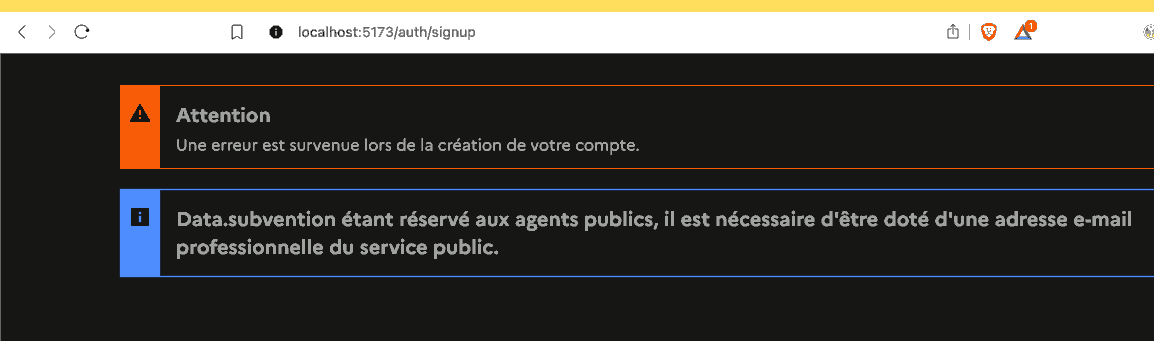 localhost:5173/auth/signup
1
Attention
Une erreur est survenue lors de la création de votre compte.
Data.subvention étant réservé aux agents publics, il est nécessaire d'être doté d'une adresse e-mail
professionnelle du service public.